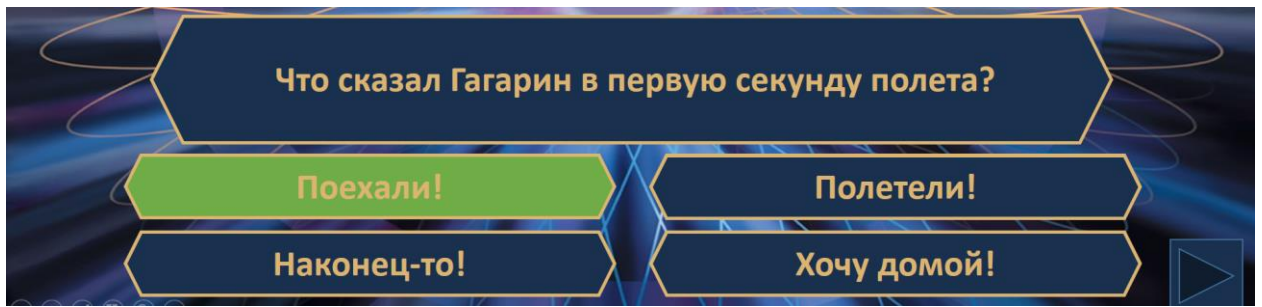 Что сказал Гагарин в первую секунду полета?
Поехали!
Полетели!
Наконец-то!
Хочу домой!